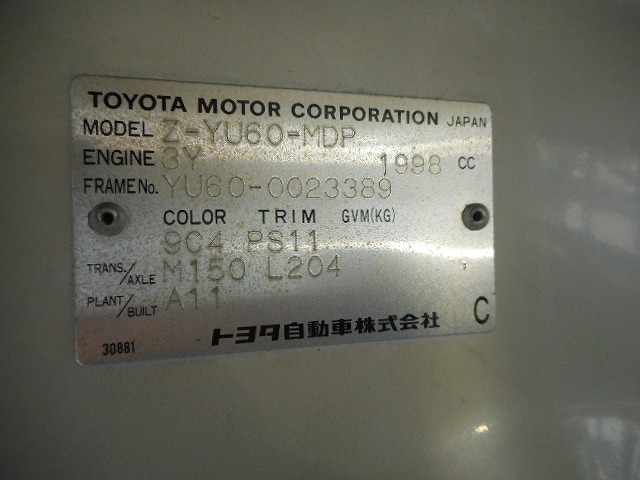 TOYOTA MOTOR CORPORATION JAPAN
MODEL Z-YU60-MDP
ENGINE 3Y 1998 CC
FRAME No. YU60-0023389
COLOR TRIM GVM(KG)
9C4 PS11
TRANS./AXLE M150 L204
PLANT/BUILT A11
トヨタ自動車株式会社 C
30881